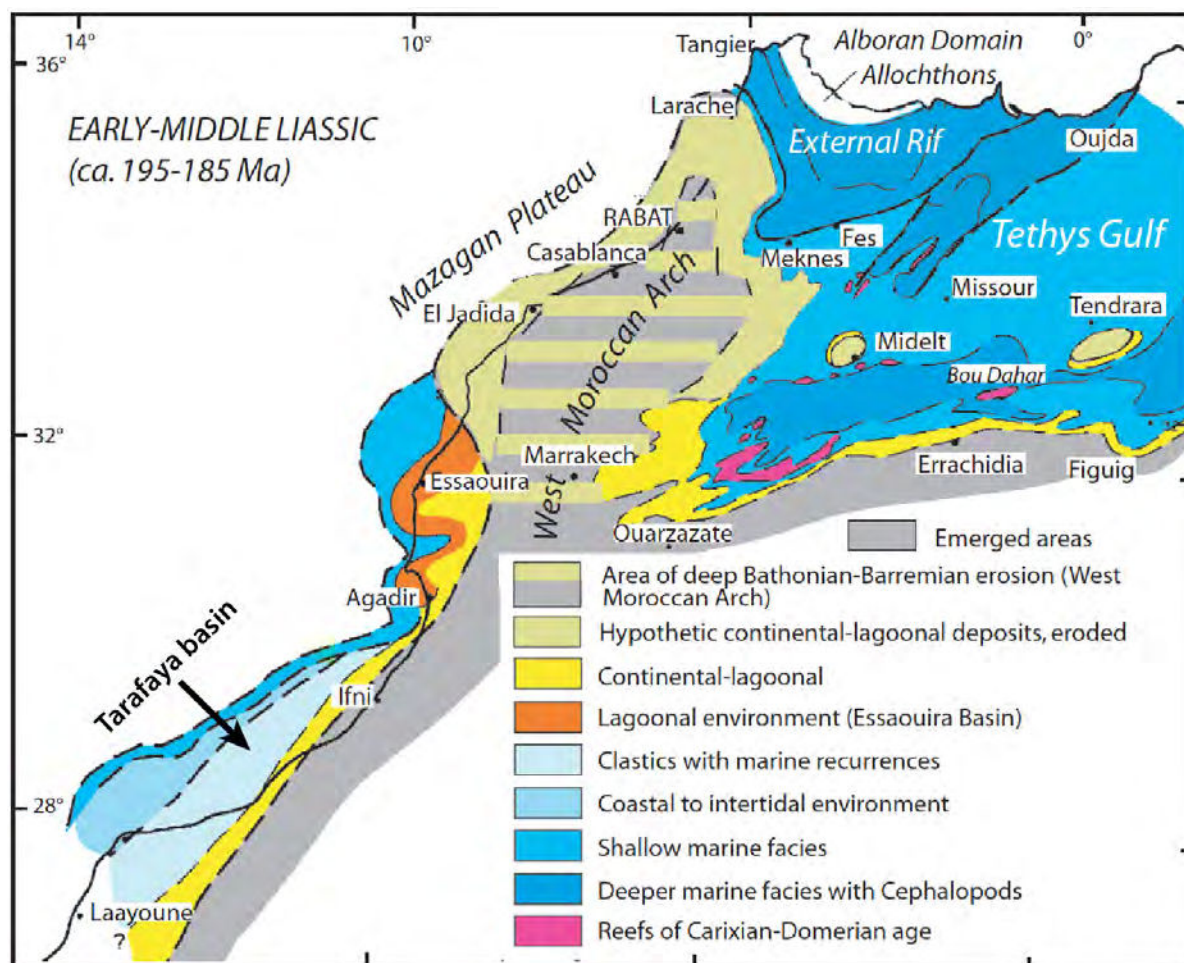 14°
10°
0°
36°
32°
28°
EARLY-MIDDLE LIASSIC
(ca. 195-185 Ma)
Tangier
Alboran Domain
Allochthons
Larache
External Rif
Oujda
Mazagan Plateau
RABAT
Casablanca
Fes
Meknes
Tethys Gulf
Missour
El Jadida
Tendrara
Midelt
Bou Dahar
West Moroccan Arch
Marrakech
Essaouira
Errachidia
Figuig
Ouarzazate
Agadir
Tarafaya basin
Ifni
Laayoune
?
Emerged areas
Area of deep Bathonian-Barremian erosion (West
Moroccan Arch)
Hypothetic continental-lagoonal deposits, eroded
Continental-lagoonal
Lagoonal environment (Essaouira Basin)
Clastics with marine recurrences
Coastal to intertidal environment
Shallow marine facies
Deeper marine facies with Cephalopods
Reefs of Carixian-Domerian age